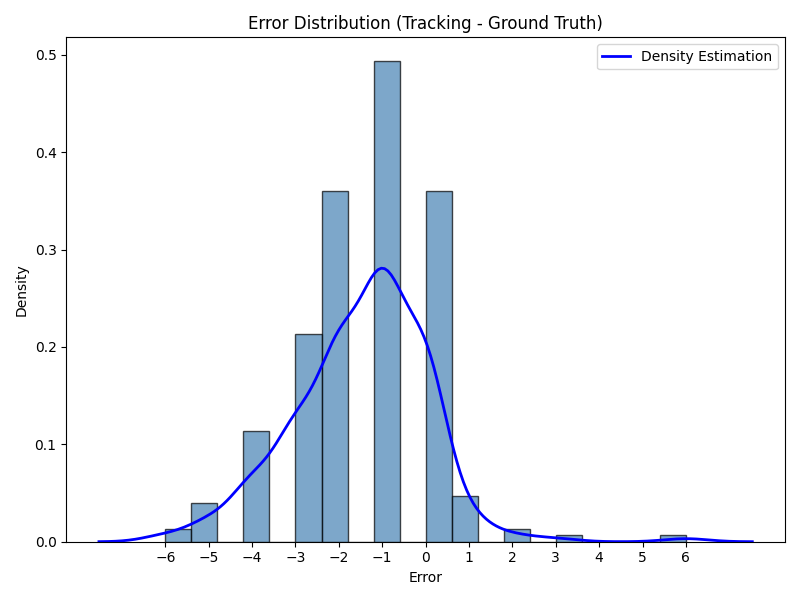 Error Distribution (Tracking - Ground Truth)
Density Estimation
0.5
0.4
0.3
0.2
0.1
0.0
Density
−6 −5 −4 −3 −2 −1 0 1 2 3 4 5 6
Error